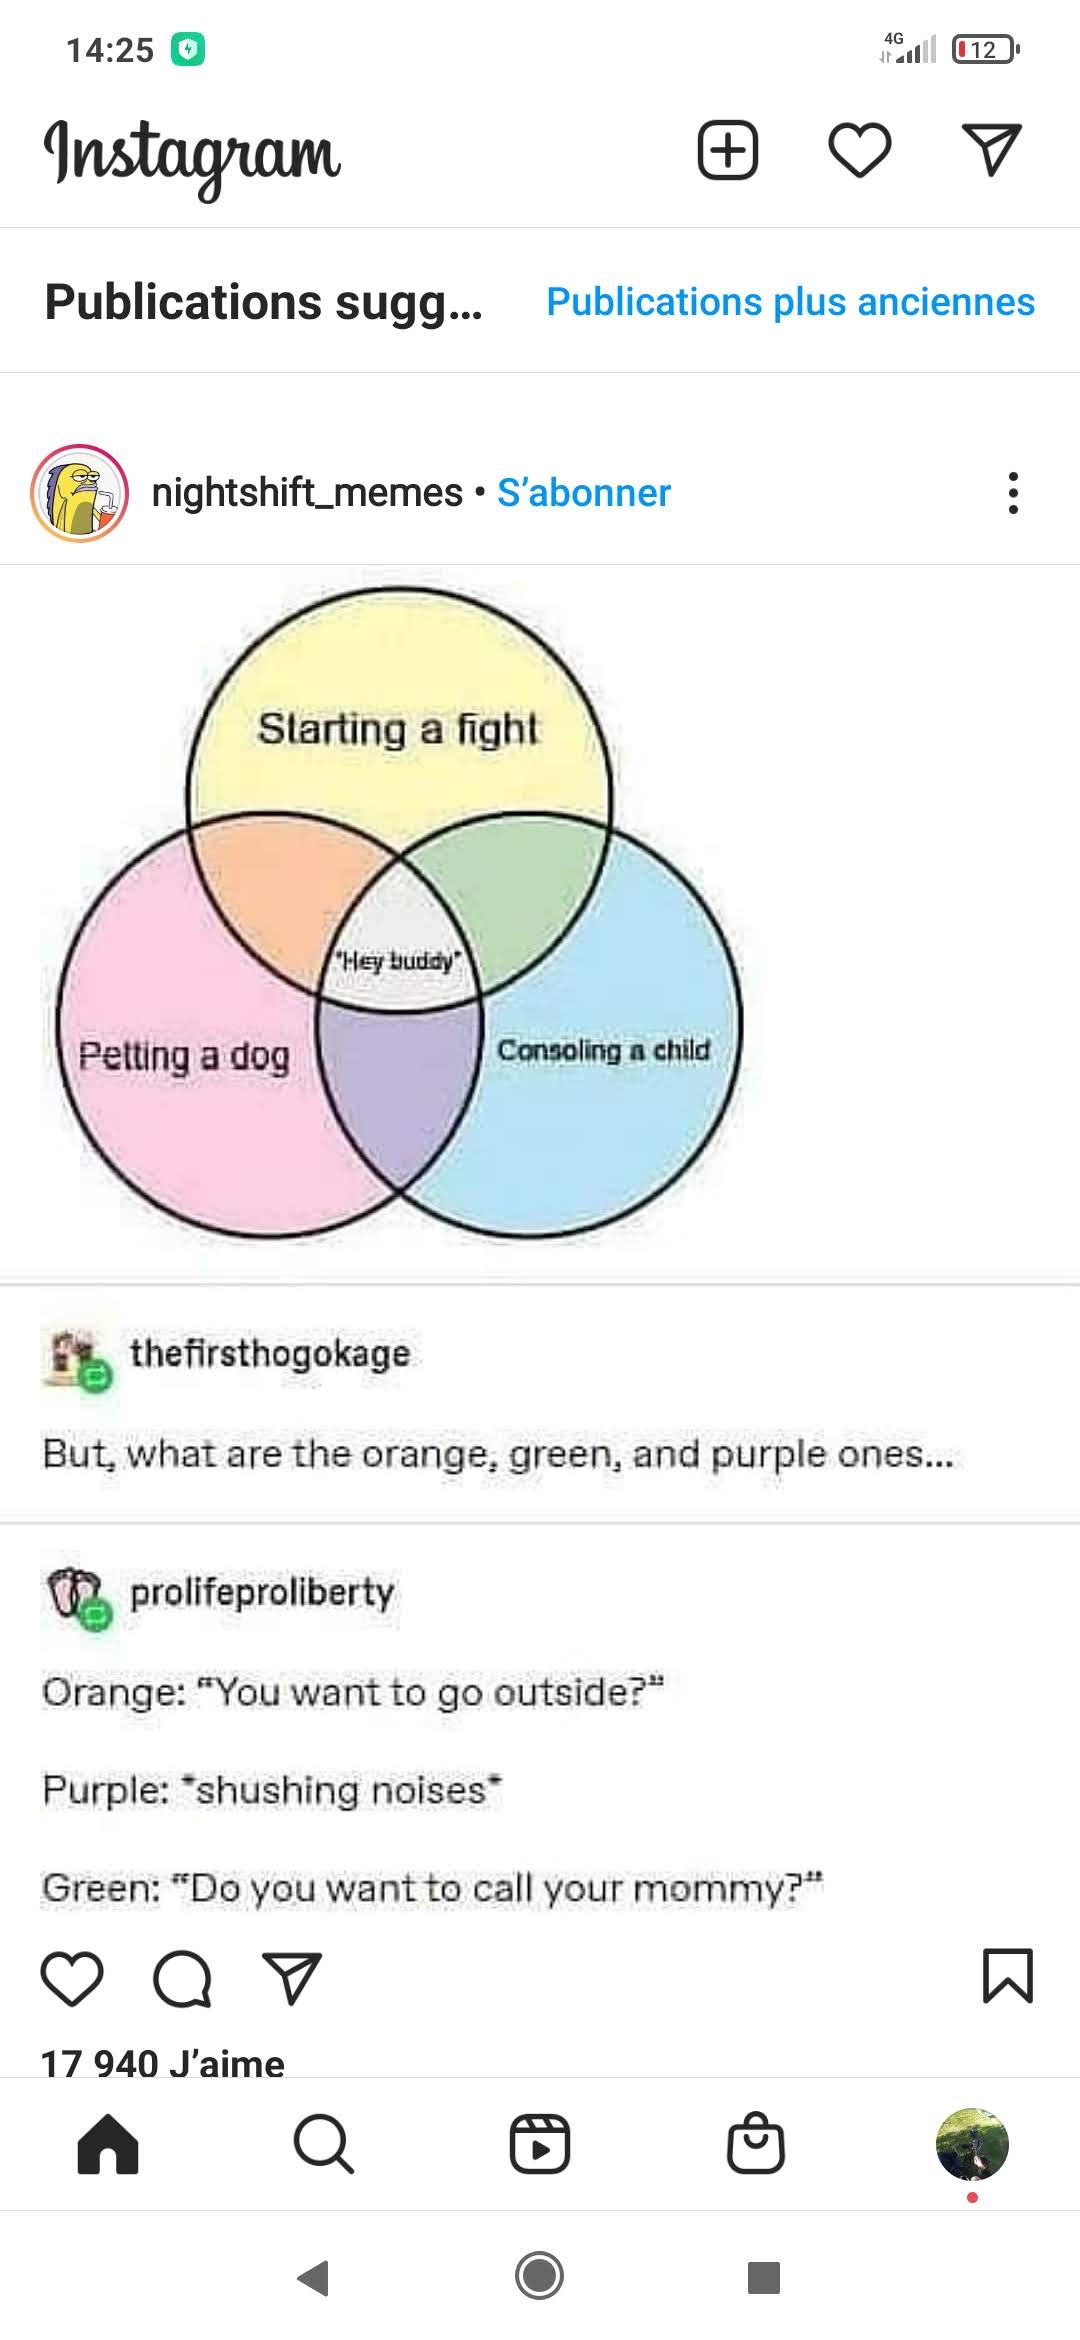 14:25
4G
12
Instagram
Publications sugg... Publications plus anciennes
nightshift_memes • S'abonner
Starting a fight
"Hey buddy"
Petting a dog
Consoling a child
thefirsthogokage
But, what are the orange, green, and purple ones...
prolifeproliberty
Orange: "You want to go outside?"
Purple: *shushing noises*
Green: "Do you want to call your mommy?"
17 940 J'aime